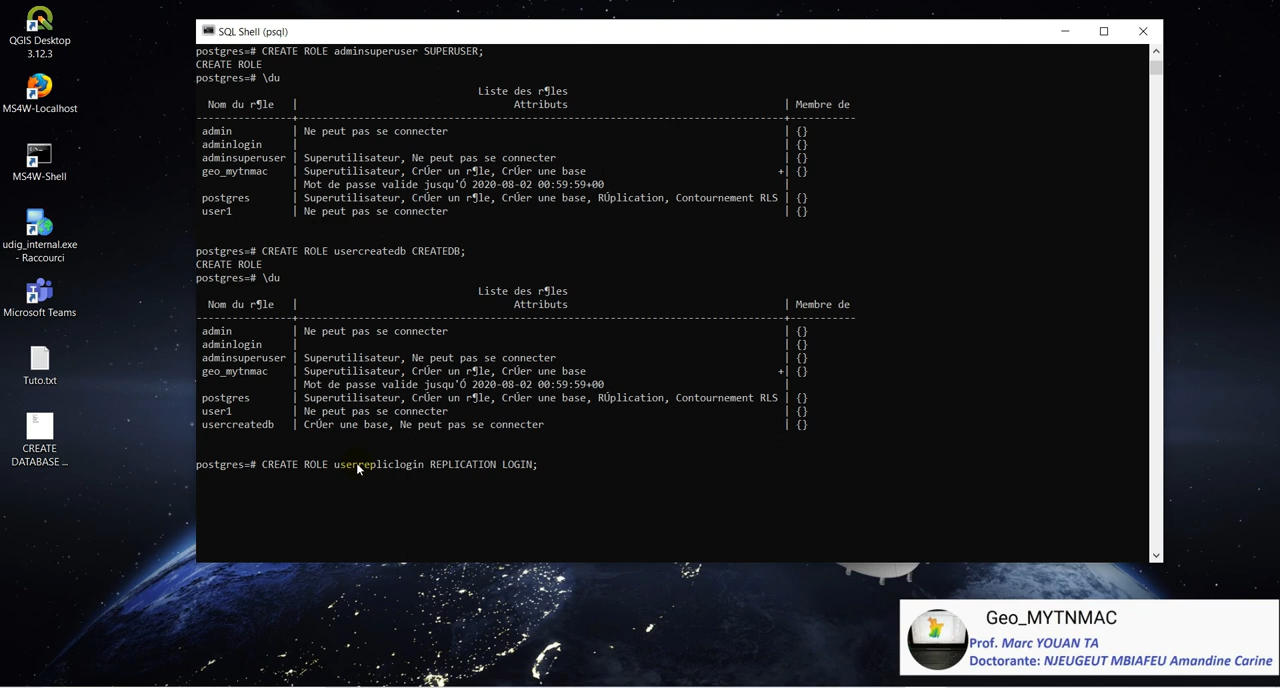 QGIS Desktop
3.12.3
MS4W-Localhost
MS4W-Shell
udig_internal.exe
- Raccourci
Microsoft Teams
Tuto.txt
CREATE
DATABASE ...
SQL Shell (psql)
postgres=# CREATE ROLE adminsuperuser SUPERUSER;
CREATE ROLE
postgres=# \du
Liste des r¶les
Nom du r¶le | Attributs | Membre de
----------------+--------------------------------------------------------------------------------+-----------
admin | Ne peut pas se connecter | {}
adminlogin | | {}
adminsuperuser | Superutilisateur, Ne peut pas se connecter | {}
geo_mytnmac | Superutilisateur, CrÚer un r¶le, CrÚer une base +| {}
| Mot de passe valide jusqu'Ó 2020-08-02 00:59:59+00 |
postgres | Superutilisateur, CrÚer un r¶le, CrÚer une base, RÚplication, Contournement RLS | {}
user1 | Ne peut pas se connecter | {}
postgres=# CREATE ROLE usercreatedb CREATEDB;
CREATE ROLE
postgres=# \du
Liste des r¶les
Nom du r¶le | Attributs | Membre de
----------------+--------------------------------------------------------------------------------+-----------
admin | Ne peut pas se connecter | {}
adminlogin | | {}
adminsuperuser | Superutilisateur, Ne peut pas se connecter | {}
geo_mytnmac | Superutilisateur, CrÚer un r¶le, CrÚer une base +| {}
| Mot de passe valide jusqu'Ó 2020-08-02 00:59:59+00 |
postgres | Superutilisateur, CrÚer un r¶le, CrÚer une base, RÚplication, Contournement RLS | {}
user1 | Ne peut pas se connecter | {}
usercreatedb | CrÚer une base, Ne peut pas se connecter | {}
postgres=# CREATE ROLE userrepliclogin REPLICATION LOGIN;
Geo_MYTNMAC
Prof. Marc YOUAN TA
Doctorante: NJEUGEUT MBIAFEU Amandine Carine